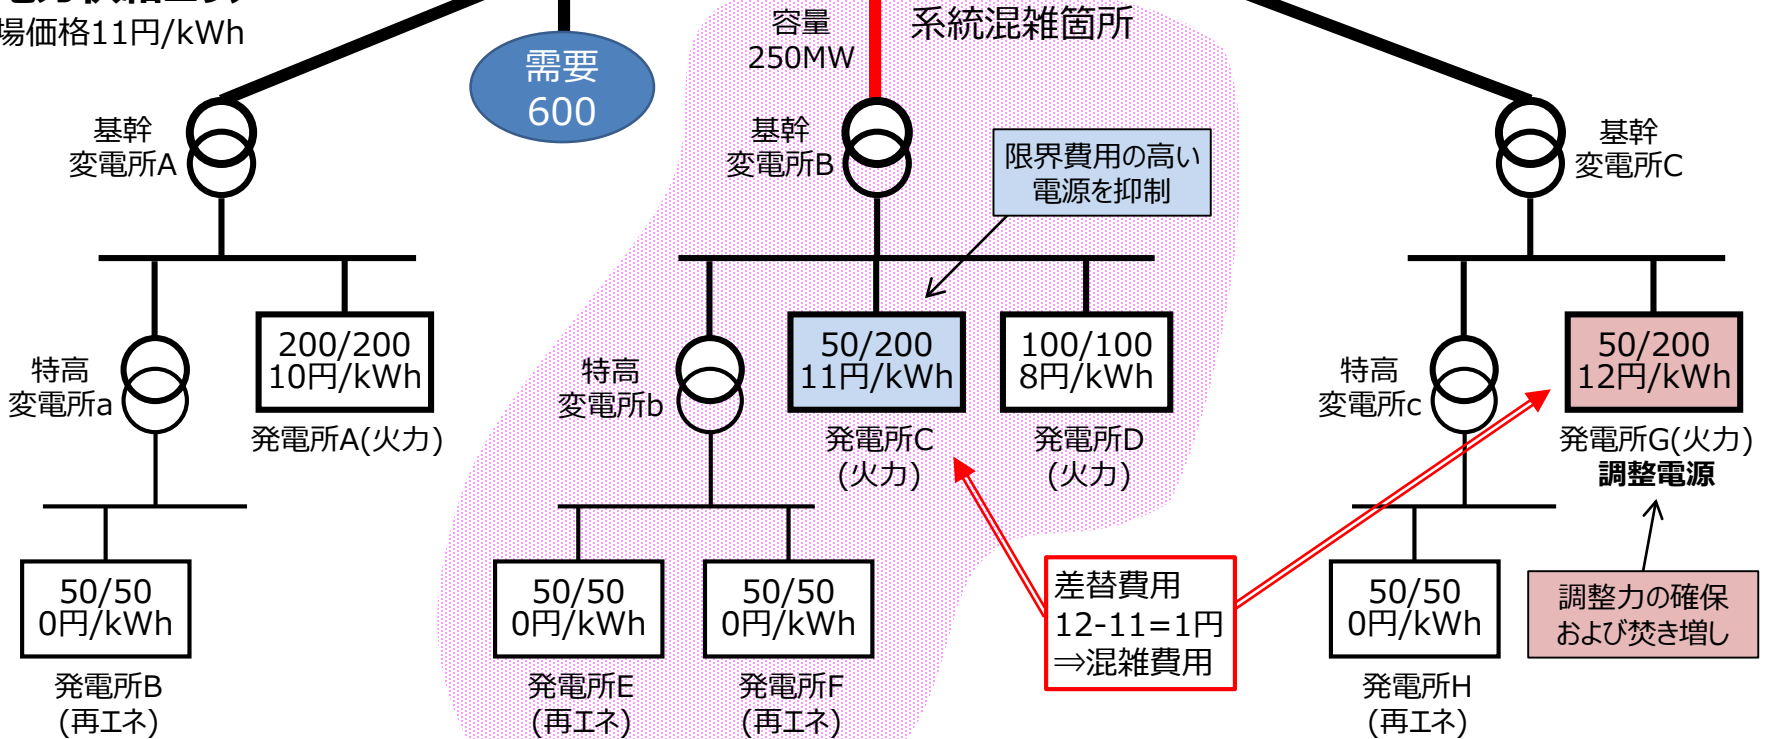 場価格11円/kWh
需要
600
容量
250MW
系統混雑箇所
基幹
変電所A
基幹
変電所B
限界費用の高い
電源を抑制
基幹
変電所C
特高
変電所a
200/200
10円/kWh
発電所A(火力)
特高
変電所b
50/200
11円/kWh
発電所C
(火力)
100/100
8円/kWh
発電所D
(火力)
特高
変電所c
50/200
12円/kWh
発電所G(火力)
調整電源
50/50
0円/kWh
発電所B
(再エネ)
50/50
0円/kWh
発電所E
(再エネ)
50/50
0円/kWh
発電所F
(再エネ)
差替費用
12-11=1円
⇒混雑費用
50/50
0円/kWh
発電所H
(再エネ)
調整力の確保
および焚き増し